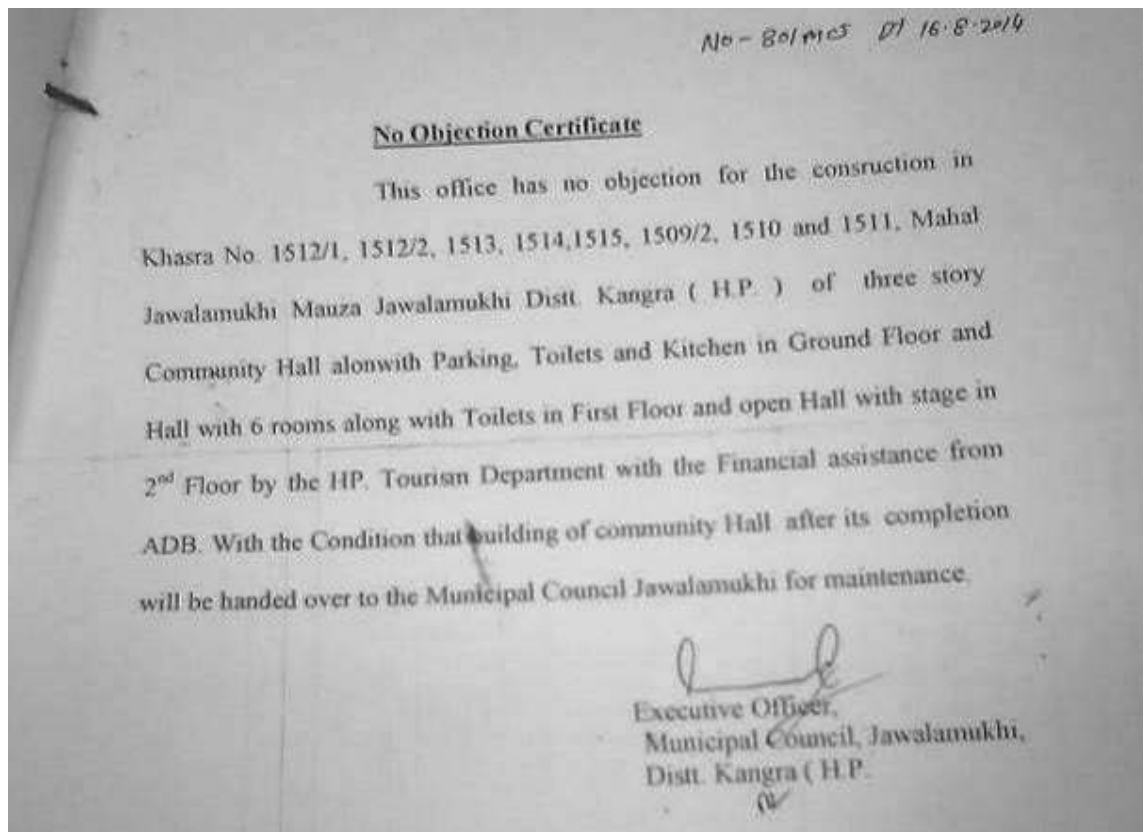 No - 801 MCJ Dt 16.8.2014
No Objection Certificate
This office has no objection for the consruction in
Khasra No. 1512/1, 1512/2, 1513, 1514,1515, 1509/2, 1510 and 1511, Mahal
Jawalamukhi Mauza Jawalamukhi Distt. Kangra ( H.P. ) of three story
Community Hall alonwith Parking, Toilets and Kitchen in Ground Floor and
Hall with 6 rooms along with Toilets in First Floor and open Hall with stage in
2nd Floor by the HP. Tourisn Department with the Financial assistance from
ADB. With the Condition that building of community Hall after its completion
will be handed over to the Municipal Council Jawalamukhi for maintenance.
Executive Officer,
Municipal Council, Jawalamukhi,
Distt. Kangra ( H.P.